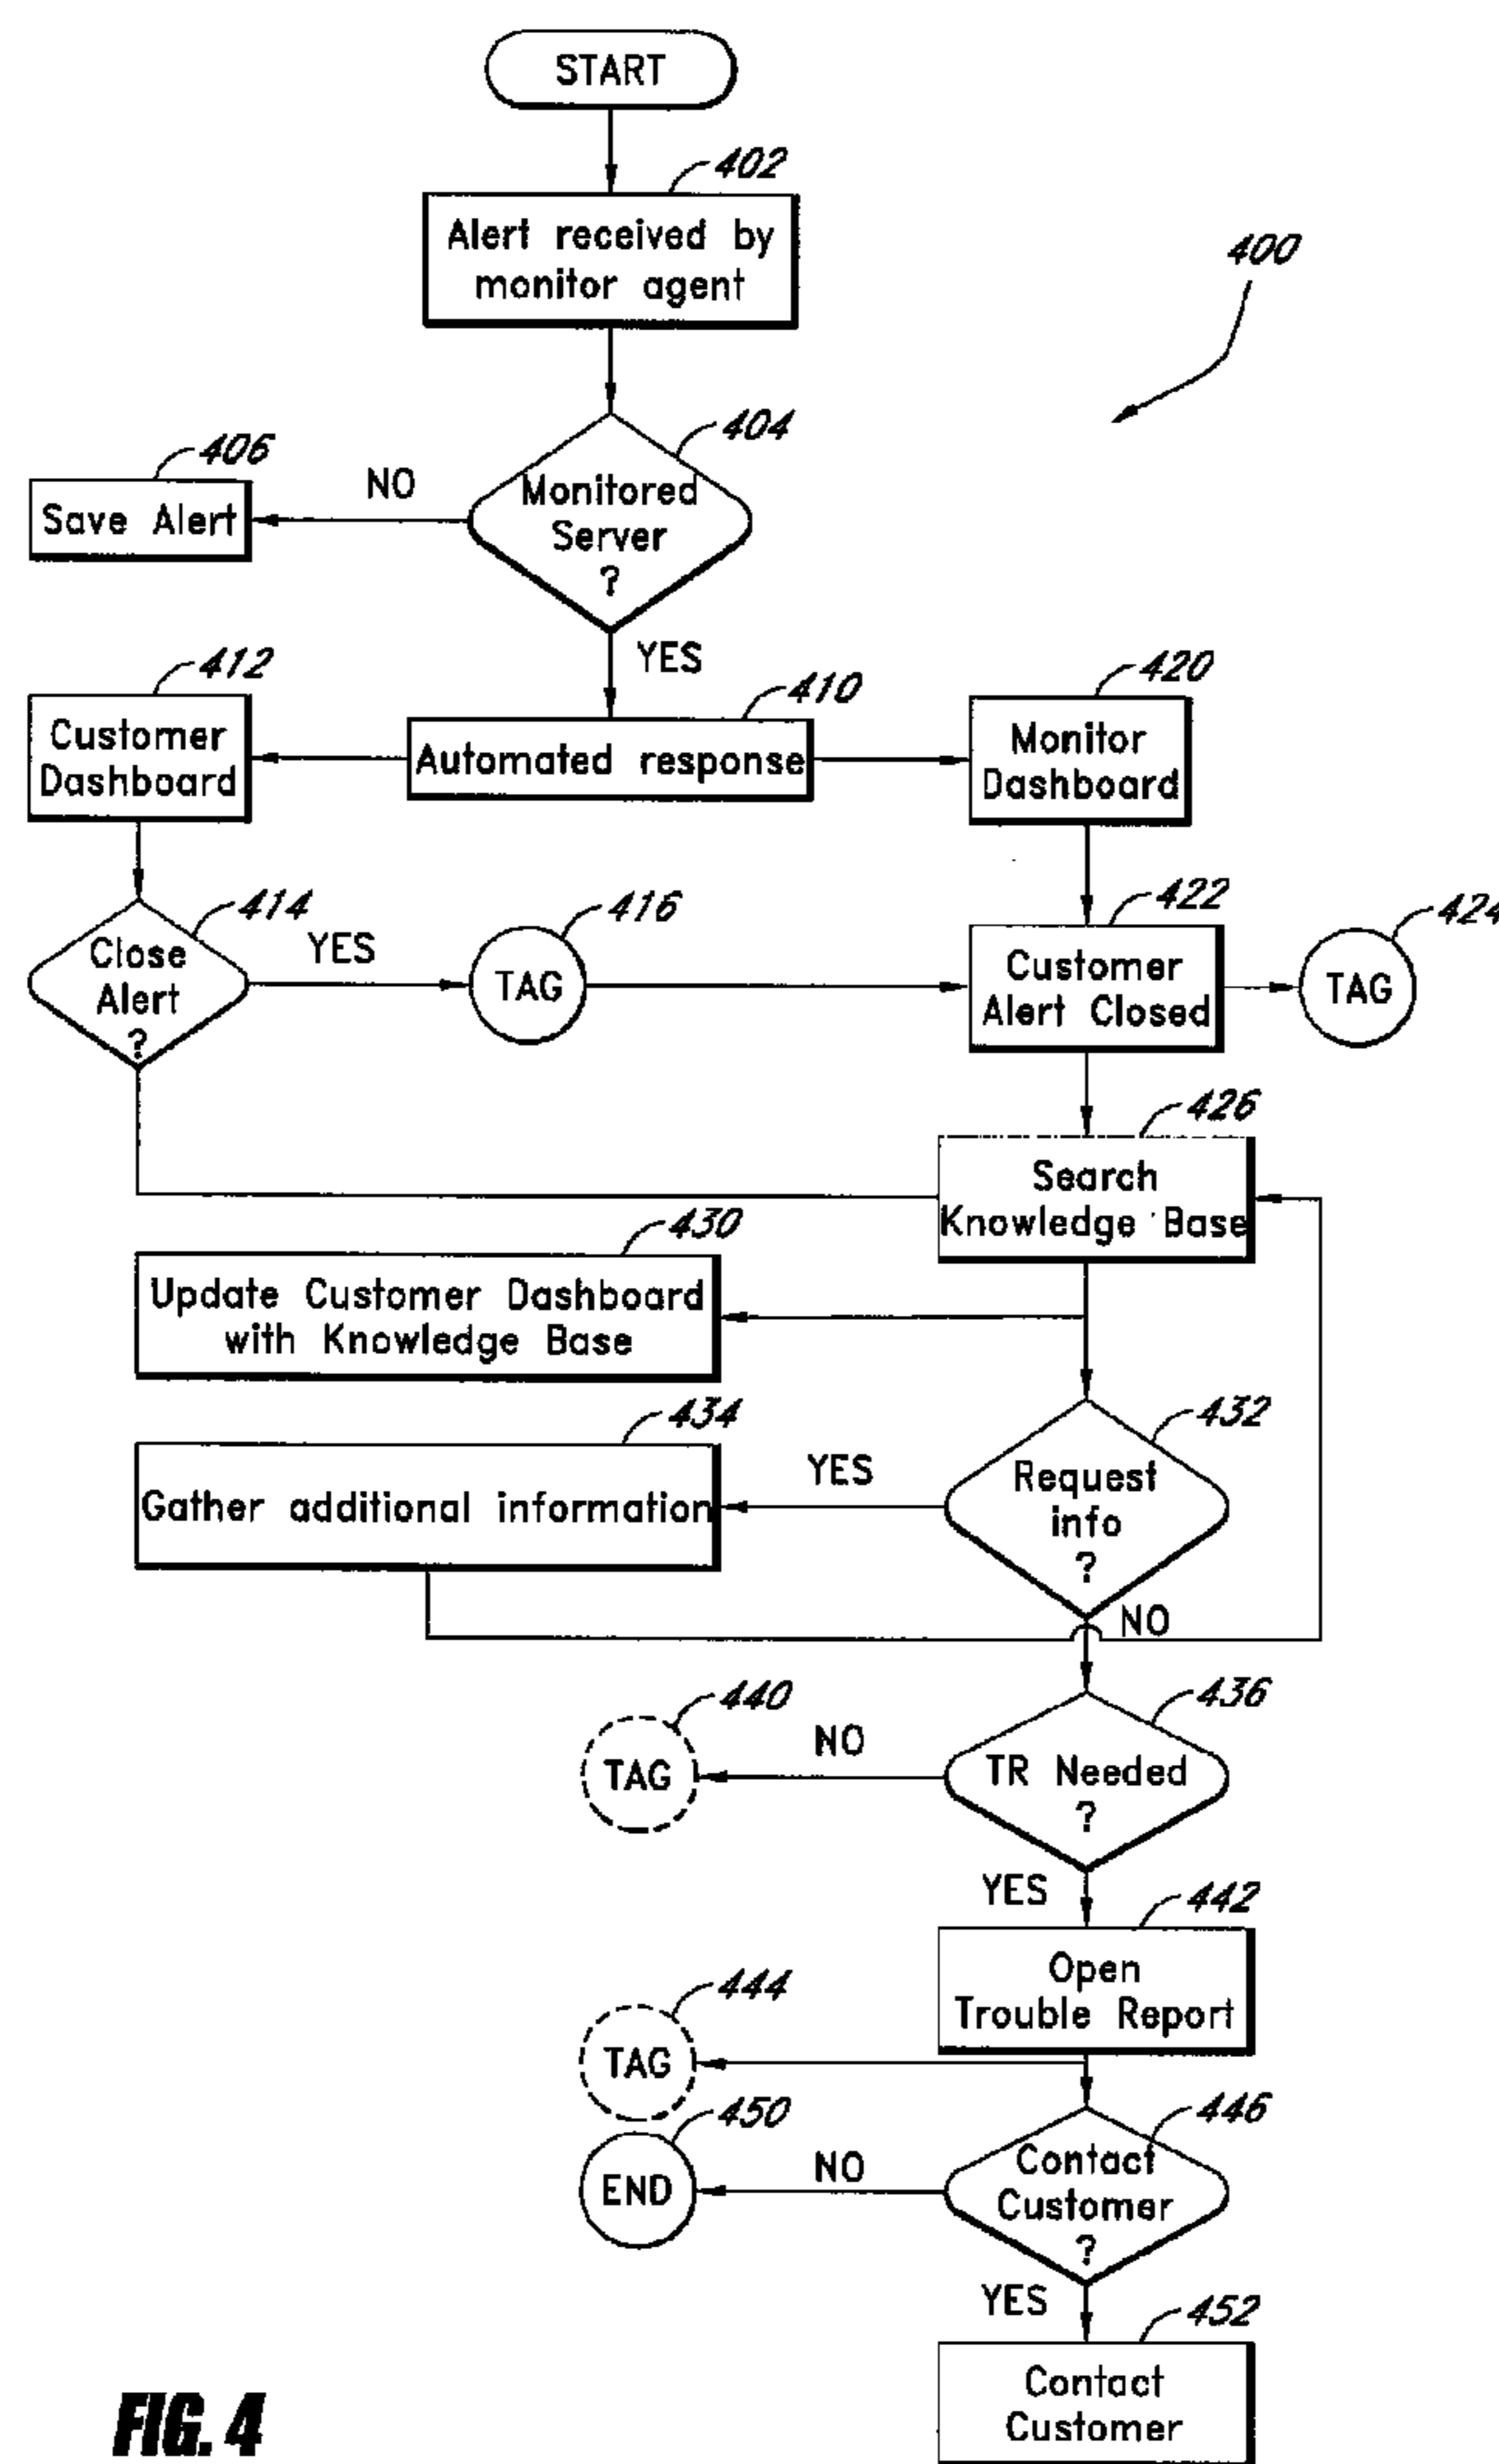 START
402
Alert received by
monitor agent
400
404
406
Monitored
Server
?
NO
Save Alert
YES
412
410
420
Customer
Dashboard
Automated response
Monitor
Dashboard
414
416
422
424
Close
Alert
?
YES
TAG
Customer
Alert Closed
TAG
426
Search
Knowledge Base
430
Update Customer Dashboard
with Knowledge Base
434
432
Gather additional information
YES
Request
info
?
NO
440
436
TAG
NO
TR Needed
?
YES
442
Open
Trouble Report
444
TAG
450
446
END
NO
Contact
Customer
?
YES
452
Contact
Customer
FIG. 4